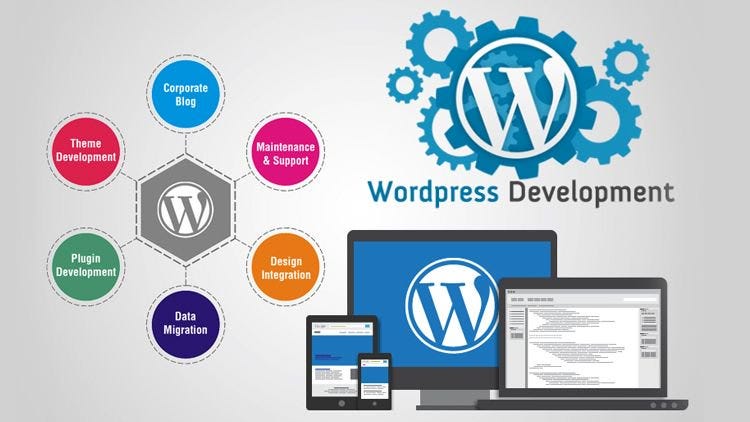 Corporate
Blog
Theme
Development
Maintenance
& Support
Plugin
Development
Design
Integration
Data
Migration
W
W
Wordpress Development
W